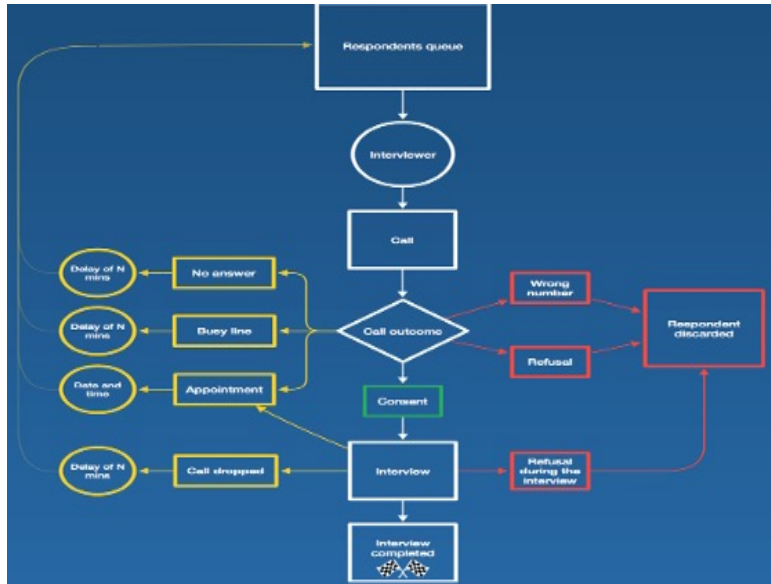 Respondents queue
Interviewer
Call
Delay of N
mins
No answer
Wrong
number
Delay of N
mins
Busy line
Call outcome
Respondent
discarded
Refusal
Date and
time
Appointment
Consent
Delay of N
mins
Call dropped
Interview
Refusal
during the
interview
Interview
completed